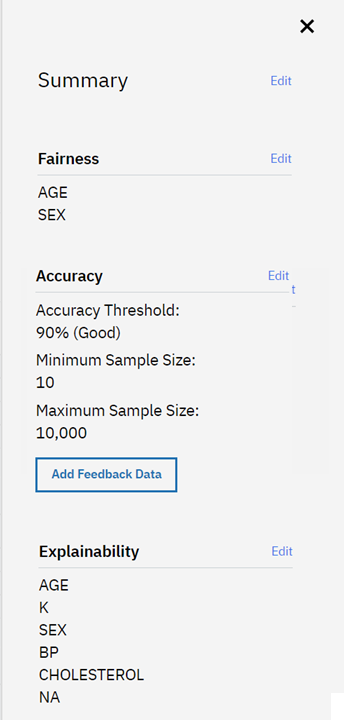 Summary Edit
Fairness Edit
AGE
SEX
Accuracy Edit
t
Accuracy Threshold:
90% (Good)
Minimum Sample Size:
10
Maximum Sample Size:
10,000
Add Feedback Data
Explainability Edit
AGE
K
SEX
BP
CHOLESTEROL
NA